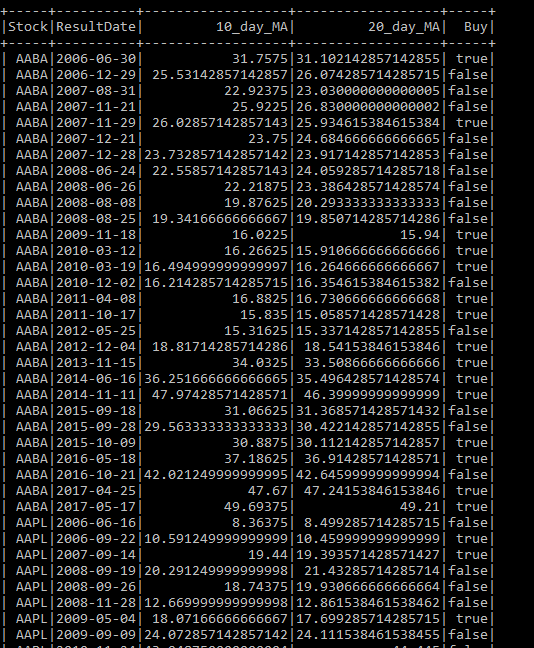 +-----+----------+------------------+------------------+-----+
|Stock|ResultDate|         10_day_MA|         20_day_MA|  Buy|
+-----+----------+------------------+------------------+-----+
| AABA|2006-06-30|           31.7575|31.102142857142855| true|
| AABA|2006-12-29| 25.53142857142857|26.074285714285715|false|
| AABA|2007-08-31|          22.92375|23.030000000000005|false|
| AABA|2007-11-21|           25.9225|26.830000000000002|false|
| AABA|2007-11-29| 26.02857142857143|25.934615384615384| true|
| AABA|2007-12-21|             23.75|24.684666666666665|false|
| AABA|2007-12-28|23.732857142857142|23.917142857142853|false|
| AABA|2008-06-24| 22.55857142857143|24.059285714285718|false|
| AABA|2008-06-26|          22.21875|23.386428571428574|false|
| AABA|2008-08-08|          19.87625|20.293333333333333|false|
| AABA|2008-08-25| 19.34166666666667|19.850714285714286|false|
| AABA|2009-11-18|           16.0225|             15.94| true|
| AABA|2010-03-12|          16.26625|15.910666666666666| true|
| AABA|2010-03-19|16.494999999999997|16.264666666666667| true|
| AABA|2010-12-02|16.214285714285715|16.354615384615382|false|
| AABA|2011-04-08|           16.8825|16.730666666666668| true|
| AABA|2011-10-17|            15.835|15.058571428571428| true|
| AABA|2012-05-25|          15.31625|15.337142857142855|false|
| AABA|2012-12-04| 18.81714285714286| 18.54153846153846| true|
| AABA|2013-11-15|           34.0325| 33.50866666666666| true|
| AABA|2014-06-16|36.251666666666665|35.496428571428574| true|
| AABA|2014-11-11| 47.97428571428571| 46.39999999999999| true|
| AABA|2015-09-18|          31.06625|31.368571428571432|false|
| AABA|2015-09-28|29.563333333333333|30.422142857142855|false|
| AABA|2015-10-09|           30.8875|30.112142857142857| true|
| AABA|2016-05-18|          37.18625| 36.91428571428571| true|
| AABA|2016-10-21|42.021249999999995|42.645999999999994|false|
| AABA|2017-04-25|             47.67| 47.24153846153846| true|
| AABA|2017-05-17|          49.69375|             49.21| true|
| AAPL|2006-06-16|           8.36375| 8.499285714285715|false|
| AAPL|2006-09-22|10.591249999999999|10.459999999999999| true|
| AAPL|2007-09-14|             19.44|19.393571428571427| true|
| AAPL|2008-09-19|20.291249999999998| 21.43285714285714|false|
| AAPL|2008-09-26|          18.74375|19.930666666666664|false|
| AAPL|2008-11-28|12.669999999999998|12.861538461538462|false|
| AAPL|2009-05-04| 18.07166666666667|17.699285714285715| true|
| AAPL|2009-09-09|24.072857142857142|24.111538461538455|false|